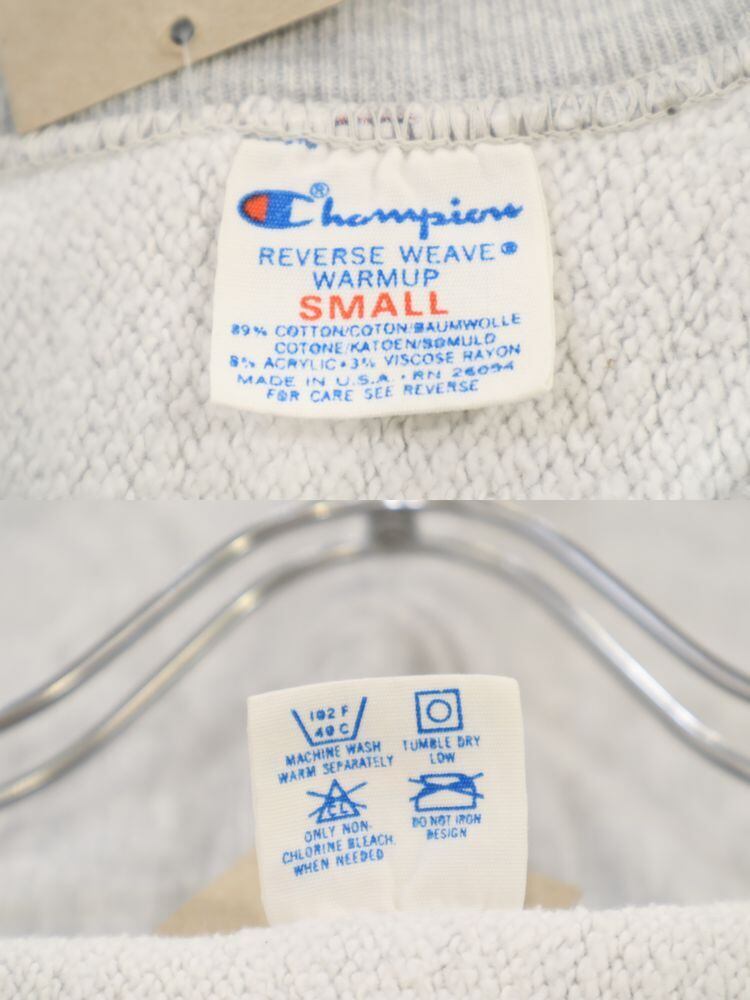 Champion®
REVERSE WEAVE®
WARMUP
SMALL
89% COTTON/COTON/BAUMWOLLE
COTONE/KATOEN/BOMULD
8% ACRYLIC • 3% VISCOSE RAYON
MADE IN U.S.A. • RN 26094
FOR CARE SEE REVERSE
102 F
40 C
MACHINE WASH
WARM SEPARATELY
TUMBLE DRY
LOW
CL
ONLY NON-
CHLORINE BLEACH
WHEN NEEDED
DO NOT IRON
DESIGN